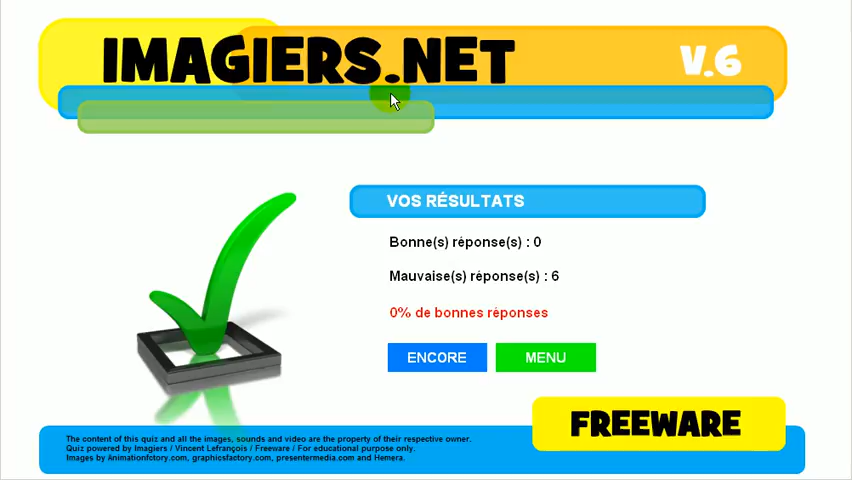 IMAGIERS.NET
V.6
VOS RÉSULTATS
Bonne(s) réponse(s) : 0
Mauvaise(s) réponse(s) : 6
0% de bonnes réponses
ENCORE
MENU
FREEWARE
The content of this quiz and all the images, sounds and video are the property of their respective owner.
Quiz powered by Imagiers / Vincent Lefrançois / Freeware / For educational purpose only.
Images by Animationfctory.com, graphicsfactory.com, presentermedia.com and Hemera.